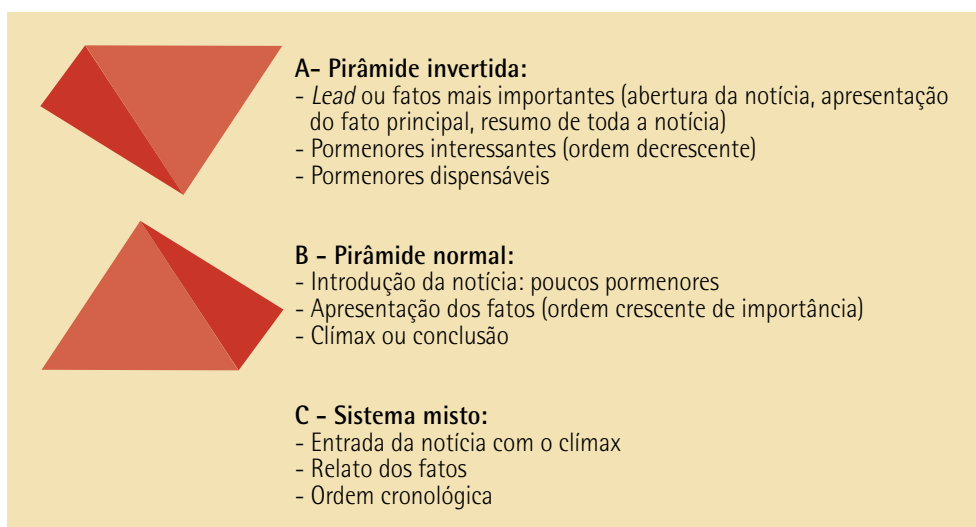 A- Pirâmide invertida:
- Lead ou fatos mais importantes (abertura da notícia, apresentação
do fato principal, resumo de toda a notícia)
- Pormenores interessantes (ordem decrescente)
- Pormenores dispensáveis
B - Pirâmide normal:
- Introdução da notícia: poucos pormenores
- Apresentação dos fatos (ordem crescente de importância)
- Clímax ou conclusão
C - Sistema misto:
- Entrada da notícia com o clímax
- Relato dos fatos
- Ordem cronológica